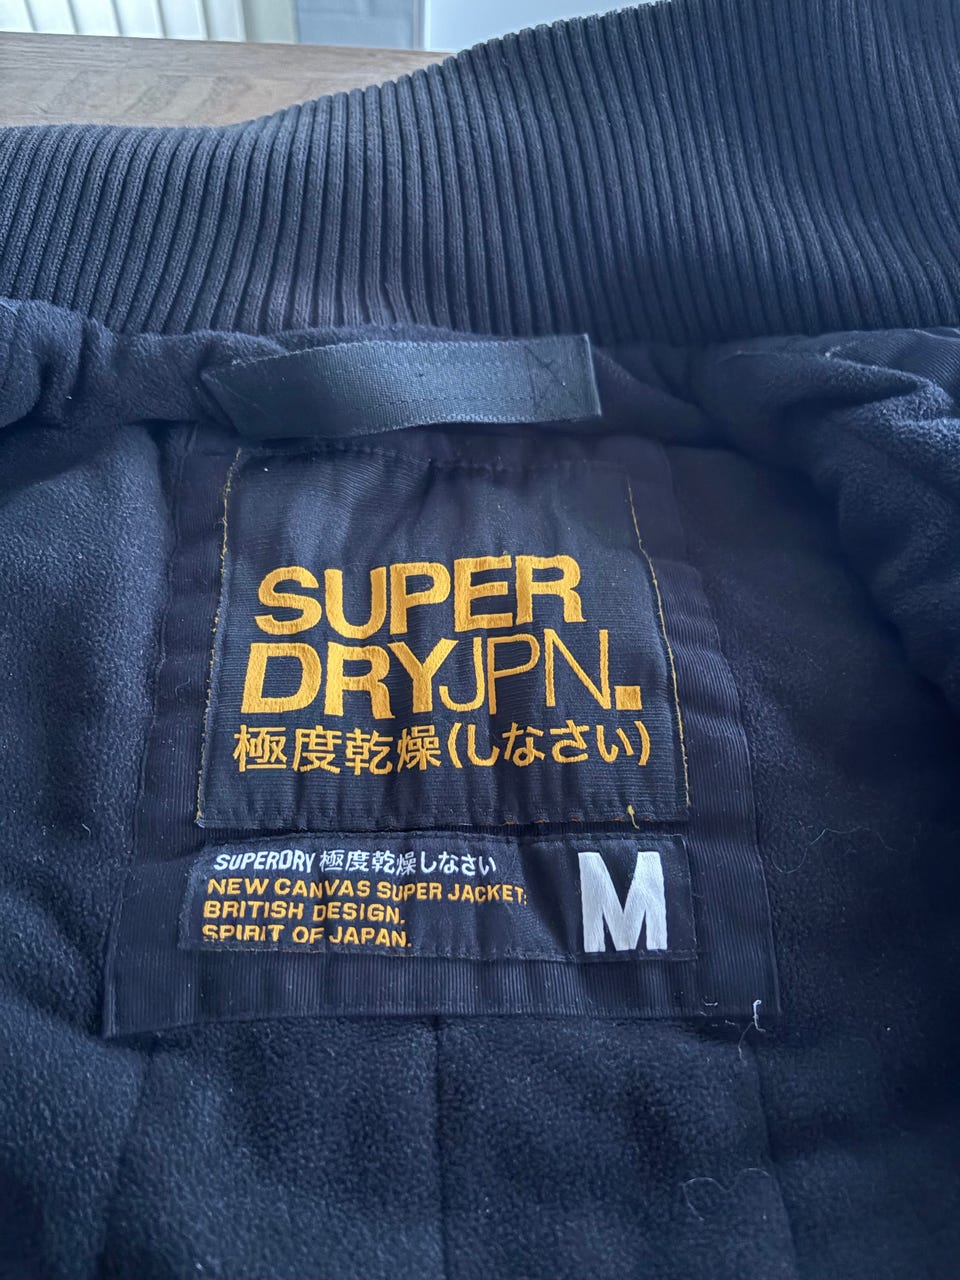 SUPER
DRYJPN.
極度乾燥(しなさい)
SUPERDRY 極度乾燥しなさい
NEW CANVAS SUPER JACKET;
BRITISH DESIGN.
SPIRIT OF JAPAN.
M